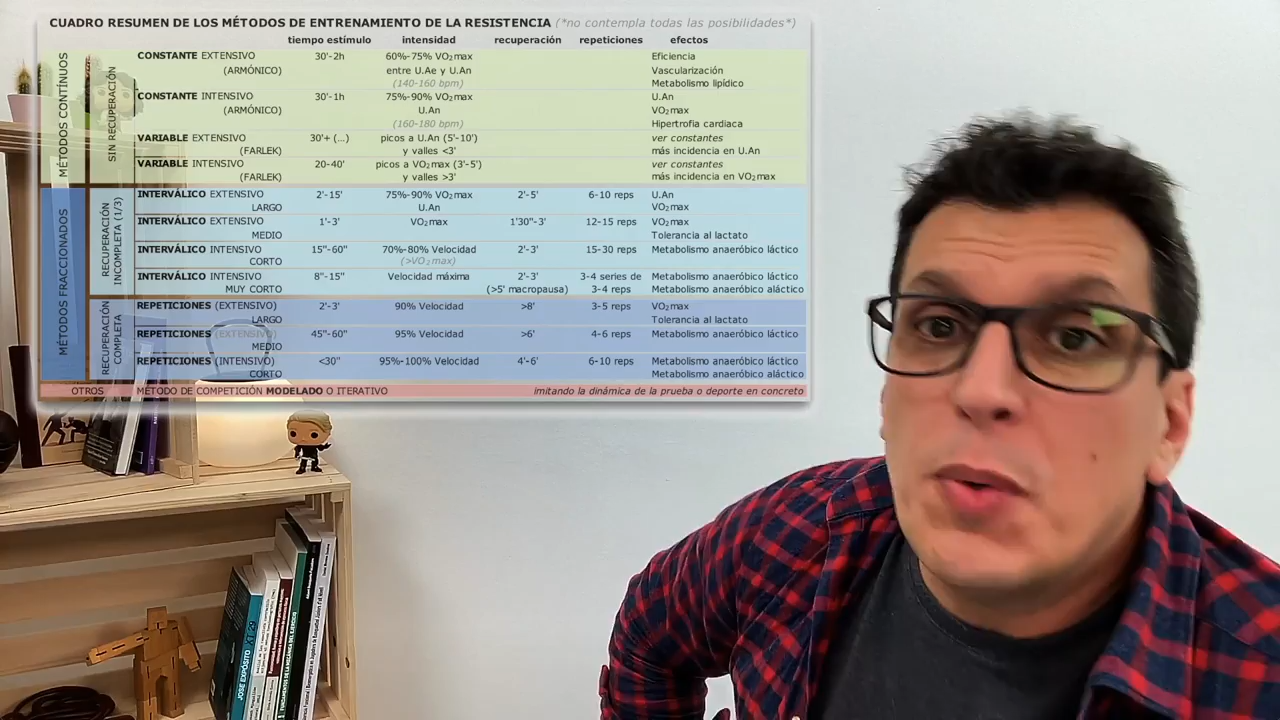 CUADRO RESUMEN DE LOS MÉTODOS DE ENTRENAMIENTO DE LA RESISTENCIA (*no contempla todas las posibilidades*)
tiempo estímulo intensidad recuperación repeticiones efectos
MÉTODOS CONTÍNUOS
SIN RECUPERACIÓN
CONSTANTE EXTENSIVO 30'-2h 60%-75% VO2max Eficiencia
(ARMÓNICO) entre U.Ae y U.An Vascularización
(140-160 bpm) Metabolismo lipídico
CONSTANTE INTENSIVO 30'-1h 75%-90% VO2max U.An
(ARMÓNICO) U.An VO2max
(160-180 bpm) Hipertrofia cardiaca
VARIABLE EXTENSIVO 30'+ (...) picos a U.An (5'-10') ver constantes
(FARLEK) y valles <3' más incidencia en U.An
VARIABLE INTENSIVO 20-40' picos a VO2max (3'-5') ver constantes
(FARLEK) y valles >3' más incidencia en VO2max
MÉTODOS FRACCIONADOS
RECUPERACIÓN
INCOMPLETA (1/3)
INTERVÁLICO EXTENSIVO 2'-15' 75%-90% VO2max 2'-5' 6-10 reps U.An
LARGO U.An VO2max
INTERVÁLICO EXTENSIVO 1'-3' VO2max 1'30"-3' 12-15 reps VO2max
MEDIO Tolerancia al lactato
INTERVÁLICO INTENSIVO 15"-60" 70%-80% Velocidad 2'-3' 15-30 reps Metabolismo anaeróbico láctico
CORTO (>VO2max)
INTERVÁLICO INTENSIVO 8"-15" Velocidad máxima 2'-3' 3-4 series de Metabolismo anaeróbico láctico
MUY CORTO (>5' macropausa) 3-4 reps Metabolismo anaeróbico aláctico
RECUPERACIÓN
COMPLETA
REPETICIONES (EXTENSIVO) 2'-3' 90% Velocidad >8' 3-5 reps VO2max
LARGO Tolerancia al lactato
REPETICIONES (EXTENSIVO) 45"-60" 95% Velocidad >6' 4-6 reps Metabolismo anaeróbico láctico
MEDIO
REPETICIONES (INTENSIVO) <30" 95%-100% Velocidad 4'-6' 6-10 reps Metabolismo anaeróbico láctico
CORTO Metabolismo anaeróbico aláctico
OTROS MÉTODO DE COMPETICIÓN MODELADO O ITERATIVO imitando la dinámica de la prueba o deporte en concreto
JOSE EXPÓSITO